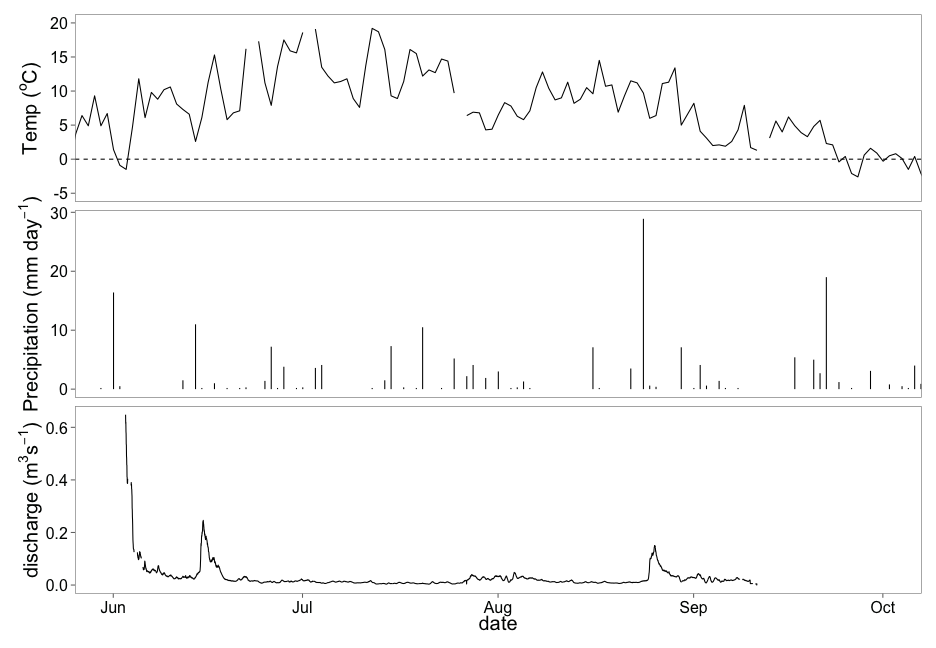 Temp (°C)
20
15
10
5
0
-5
Precipitation (mm day⁻¹)
30
20
10
0
discharge (m³s⁻¹)
0.6
0.4
0.2
0.0
Jun Jul Aug Sep Oct
date